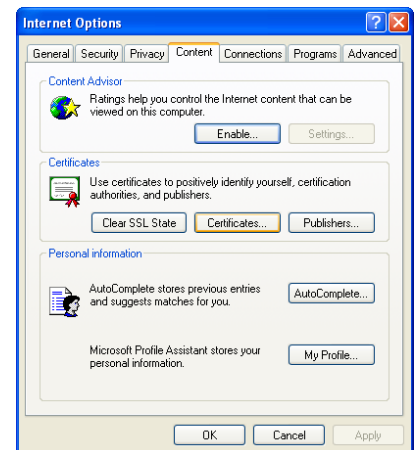 Internet Options
General Security Privacy Content Connections Programs Advanced
Content Advisor
Ratings help you control the Internet content that can be
viewed on this computer.
Enable... Settings...
Certificates
Use certificates to positively identify yourself, certification
authorities, and publishers.
Clear SSL State Certificates... Publishers...
Personal information
AutoComplete stores previous entries
and suggests matches for you.
AutoComplete...
Microsoft Profile Assistant stores your
personal information.
My Profile...
OK Cancel Apply